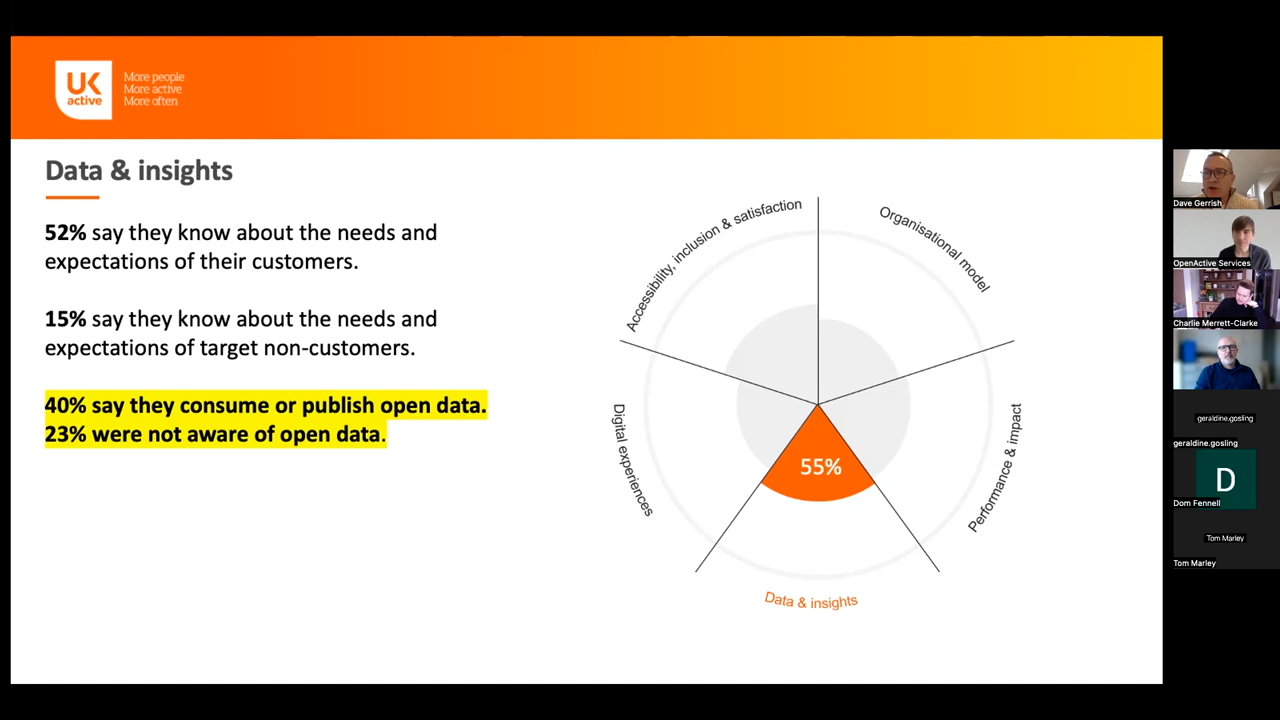 UK
active
More people
More active
More often
Data & insights
52% say they know about the needs and
expectations of their customers.
15% say they know about the needs and
expectations of target non-customers.
40% say they consume or publish open data.
23% were not aware of open data.
Accessibility, inclusion & satisfaction
Organisational model
Digital experiences
Performance & impact
55%
Data & insights
Dave Gerrish
OpenActive Services
Charlie Merrett-Clarke
geraldine.gosling
geraldine.gosling
D
Dom Fennell
Tom Marley
Tom Marley